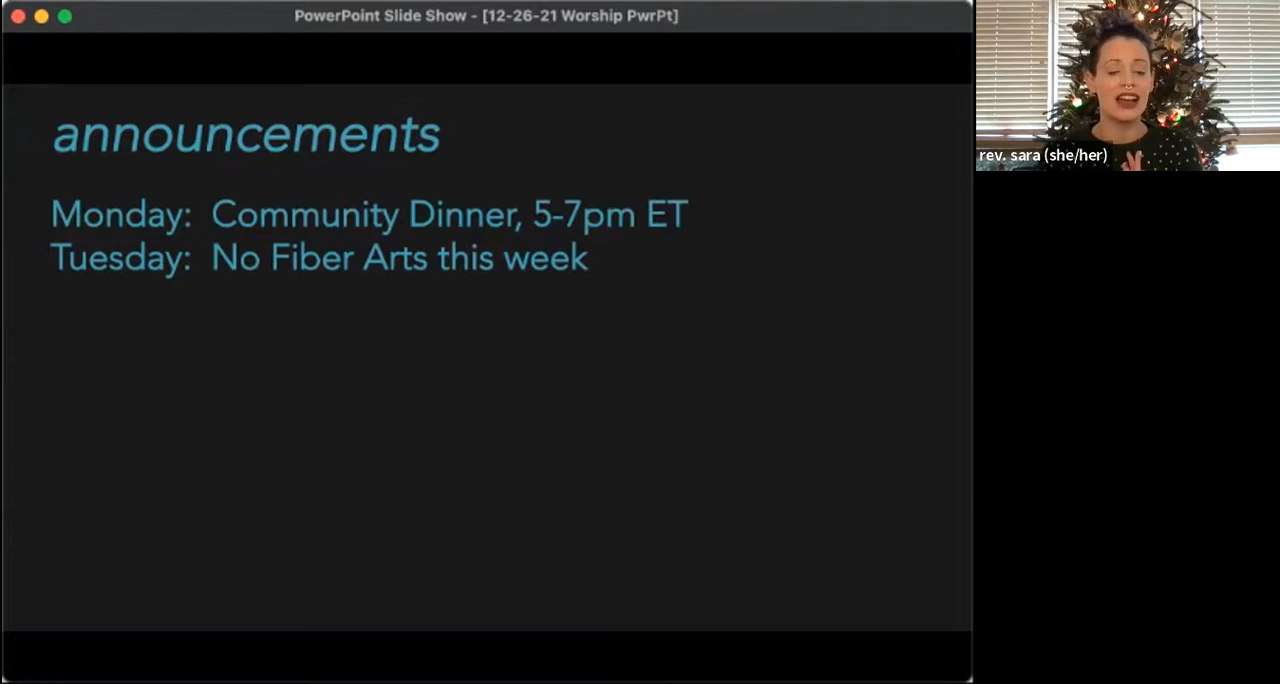 PowerPoint Slide Show - [12-26-21 Worship PwrPt]
announcements
Monday: Community Dinner, 5-7pm ET
Tuesday: No Fiber Arts this week
rev. sara (she/her)